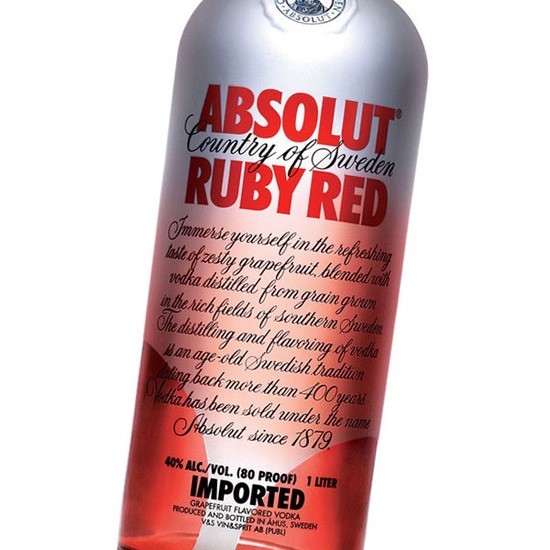 ABSOLUT
ABSOLUT®
Country of Sweden
RUBY RED
Immerse yourself in the refreshing
taste of zesty grapefruit, blended with
vodka distilled from grain grown
in the rich fields of southern Sweden.
The distilling and flavoring of vodka
is an age-old Swedish tradition
dating back more than 400 years.
Vodka has been sold under the name
Absolut since 1879.
40% ALC./VOL. (80 PROOF) 1 LITER
IMPORTED
GRAPEFRUIT FLAVORED VODKA
PRODUCED AND BOTTLED IN ÅHUS, SWEDEN
V&S VIN&SPRIT AB (PUBL)